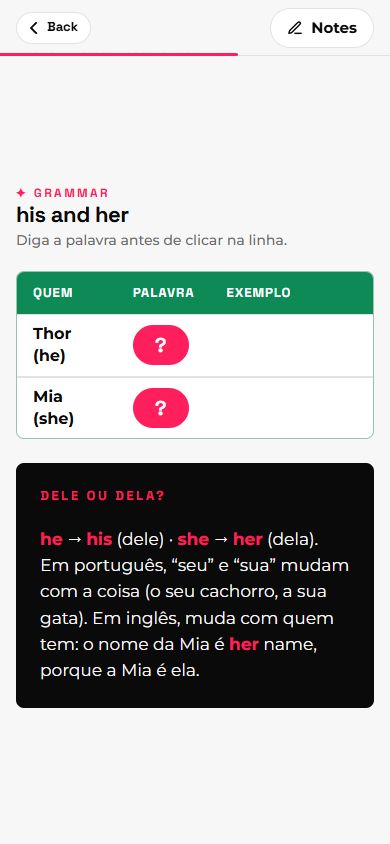 Back
Notes
✦ GRAMMAR
his and her
Diga a palavra antes de clicar na linha.
QUEM PALAVRA EXEMPLO
Thor
(he)
?
Mia
(she)
?
DELE OU DELA?
he → his (dele) · she → her (dela).
Em português, “seu” e “sua” mudam
com a coisa (o seu cachorro, a sua
gata). Em inglês, muda com quem
tem: o nome da Mia é her name,
porque a Mia é ela.